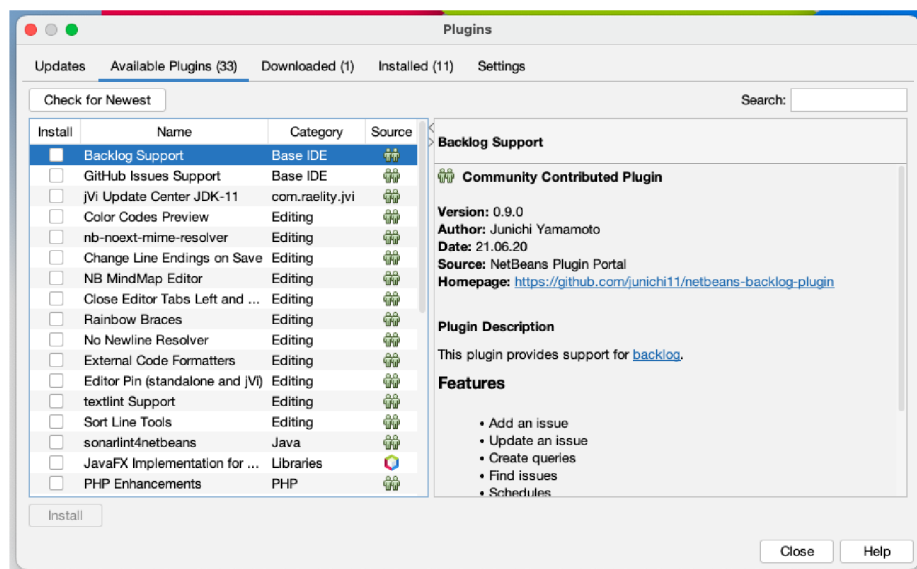 Plugins
Updates Available Plugins (33) Downloaded (1) Installed (11) Settings
Check for Newest Search:
Install Name Category Source
Backlog Support Base IDE
GitHub Issues Support Base IDE
jVi Update Center JDK-11 com.raelity.jvi
Color Codes Preview Editing
nb-noext-mime-resolver Editing
Change Line Endings on Save Editing
NB MindMap Editor Editing
Close Editor Tabs Left and ... Editing
Rainbow Braces Editing
No Newline Resolver Editing
External Code Formatters Editing
Editor Pin (standalone and jVi) Editing
textlint Support Editing
Sort Line Tools Editing
sonarlint4netbeans Java
JavaFX Implementation for ... Libraries
PHP Enhancements PHP
Backlog Support
Community Contributed Plugin
Version: 0.9.0
Author: Junichi Yamamoto
Date: 21.06.20
Source: NetBeans Plugin Portal
Homepage: https://github.com/junichi11/netbeans-backlog-plugin
Plugin Description
This plugin provides support for backlog.
Features
• Add an issue
• Update an issue
• Create queries
• Find issues
• Schedules
Install
Close Help